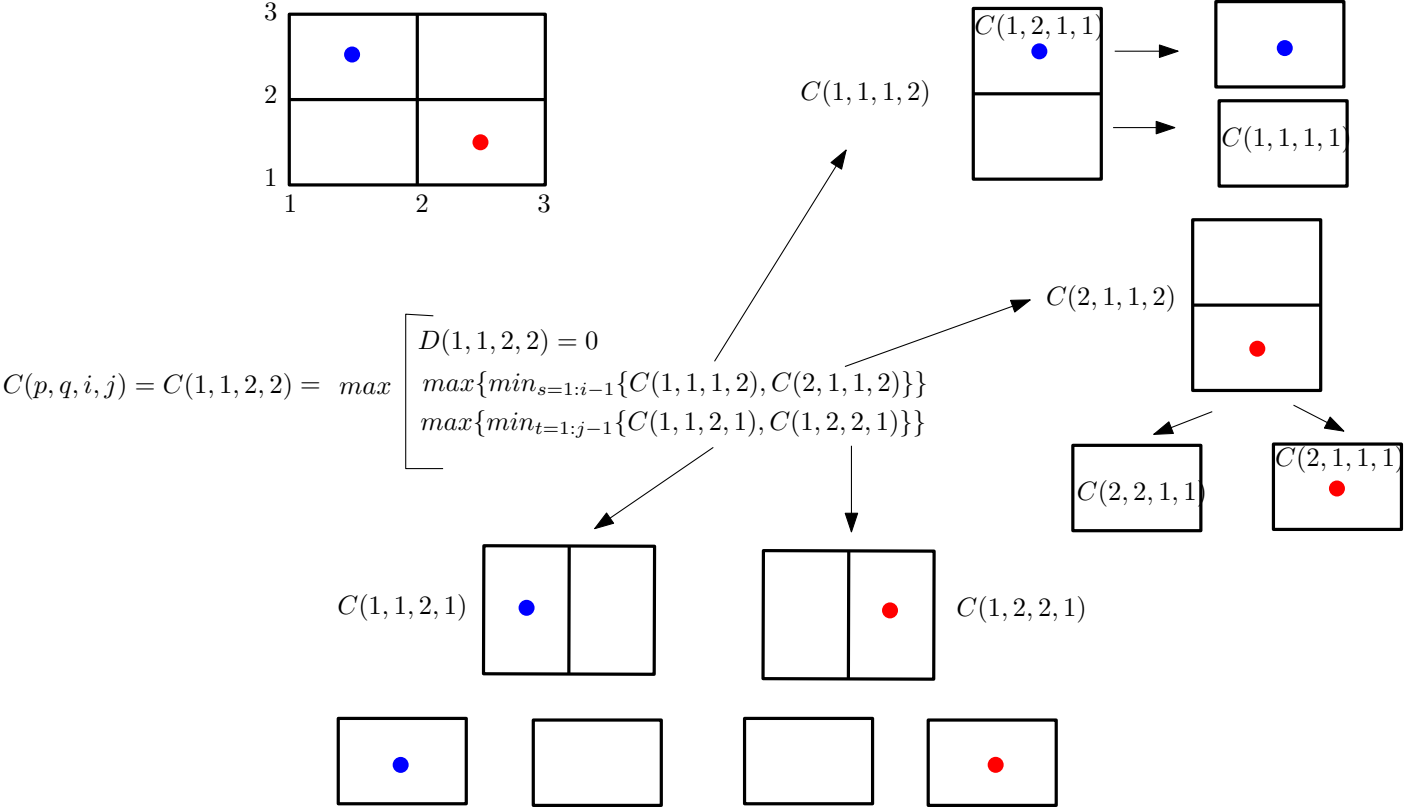 3
2
1
1 2 3
C(1, 1, 1, 2)
C(1, 2, 1, 1)
C(1, 1, 1, 1)
C(2, 1, 1, 2)
C(2, 2, 1, 1)
C(2, 1, 1, 1)
D(1, 1, 2, 2) = 0
C(p, q, i, j) = C(1, 1, 2, 2) = max
max{min_{s=1:i−1}{C(1, 1, 1, 2), C(2, 1, 1, 2)}}
max{min_{t=1:j−1}{C(1, 1, 2, 1), C(1, 2, 2, 1)}}
C(1, 1, 2, 1)
C(1, 2, 2, 1)